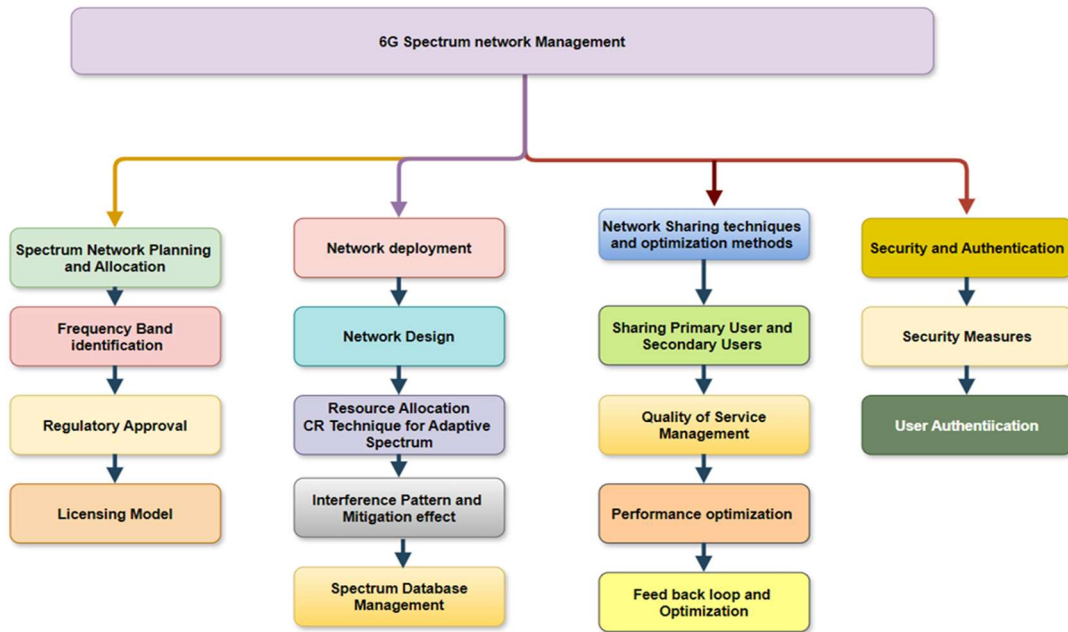 6G Spectrum network Management
Spectrum Network Planning
and Allocation
Frequency Band
identification
Regulatory Approval
Licensing Model
Network deployment
Network Design
Resource Allocation
CR Technique for Adaptive
Spectrum
Interference Pattern and
Mitigation effect
Spectrum Database
Management
Network Sharing techniques
and optimization methods
Sharing Primary User and
Secondary Users
Quality of Service
Management
Performance optimization
Feed back loop and
Optimization
Security and Authentication
Security Measures
User Authentiication